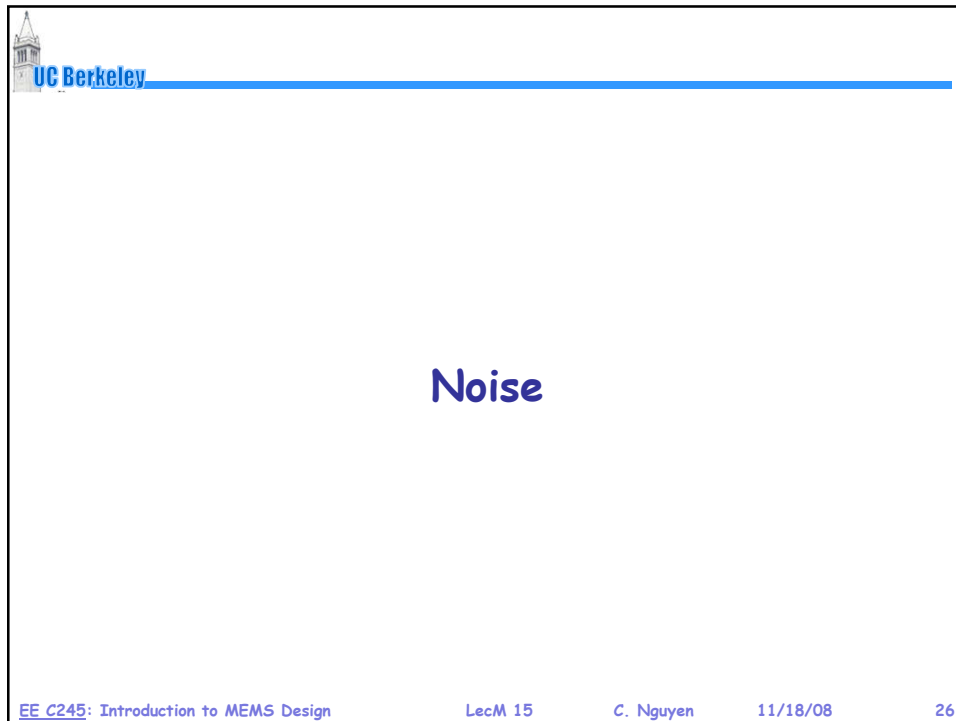 UC Berkeley
Noise
EE C245: Introduction to MEMS Design LecM 15 C. Nguyen 11/18/08 26